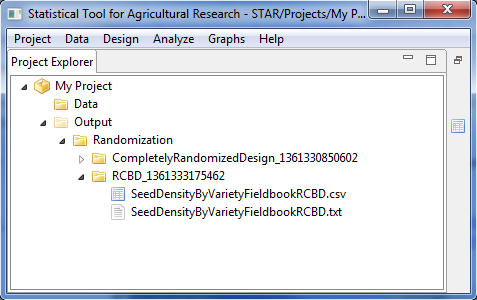 Statistical Tool for Agricultural Research - STAR/Projects/My P...
Project Data Design Analyze Graphs Help
Project Explorer
My Project
Data
Output
Randomization
CompletelyRandomizedDesign_1361330850602
RCBD_1361333175462
SeedDensityByVarietyFieldbookRCBD.csv
SeedDensityByVarietyFieldbookRCBD.txt